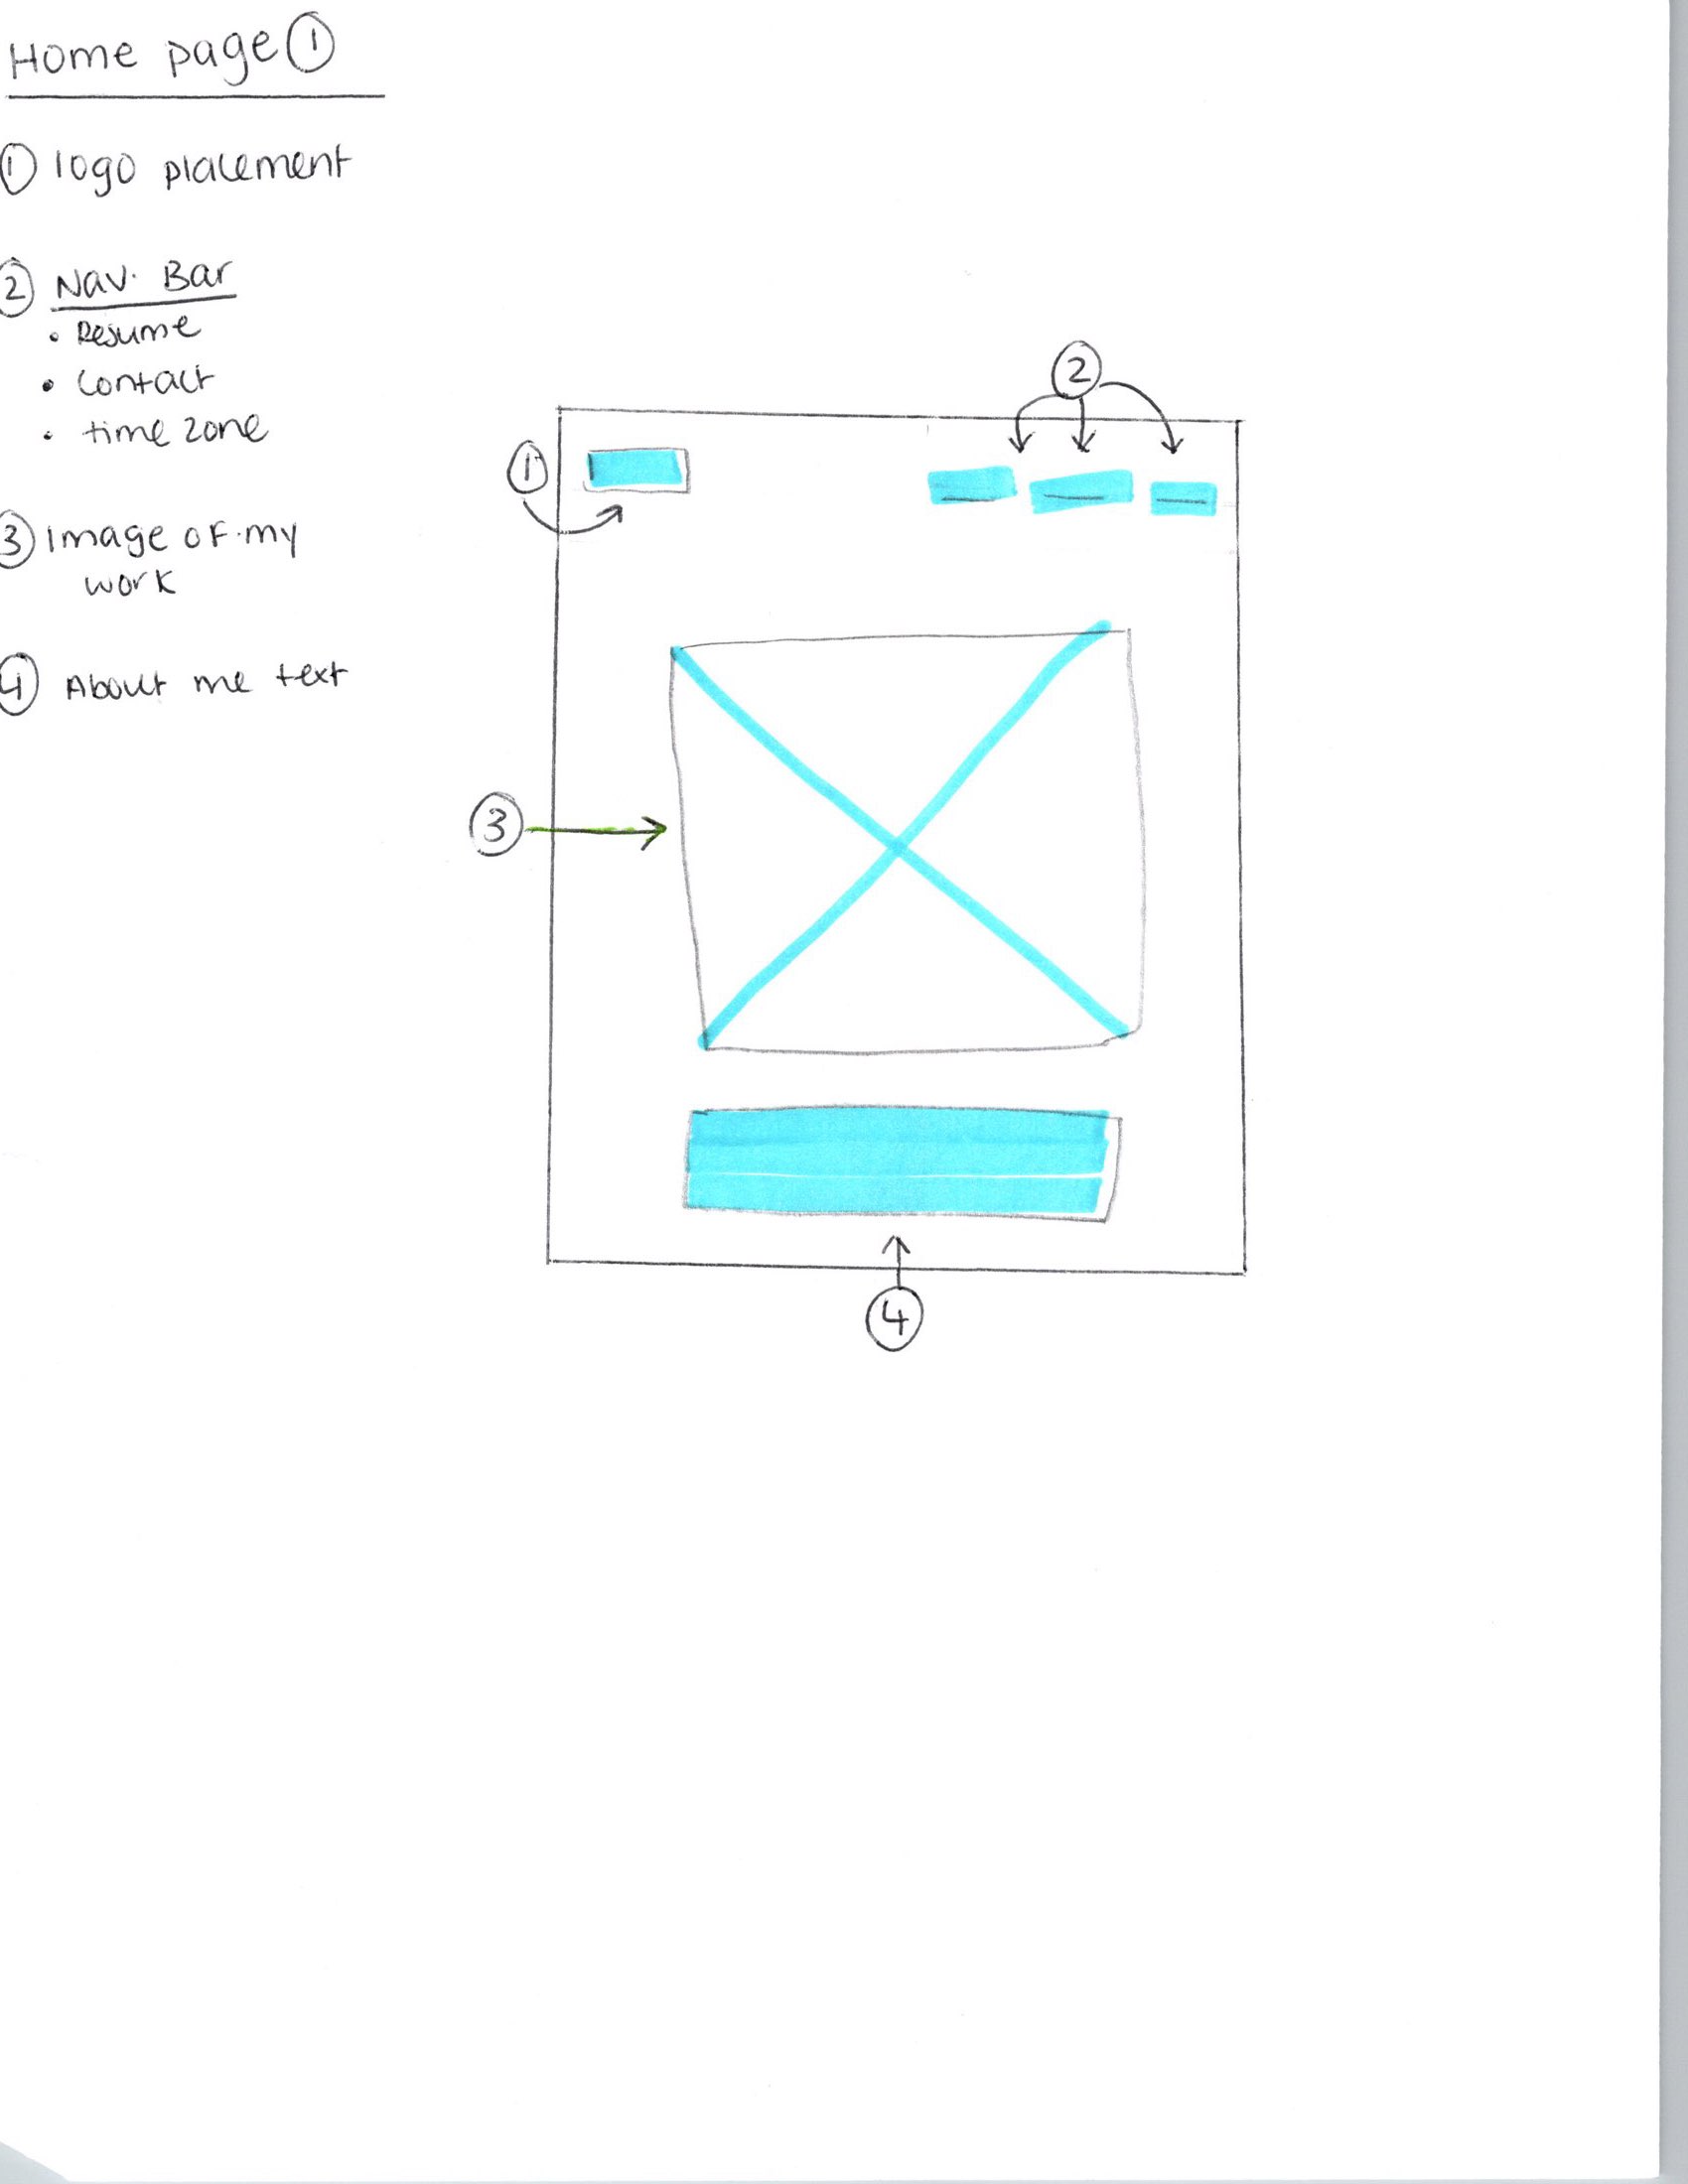 Home page ①
① logo placement
② Nav. Bar
• Resume
• Contact
• time zone
③ Image of my
work
④ About me text
②
①
③
④